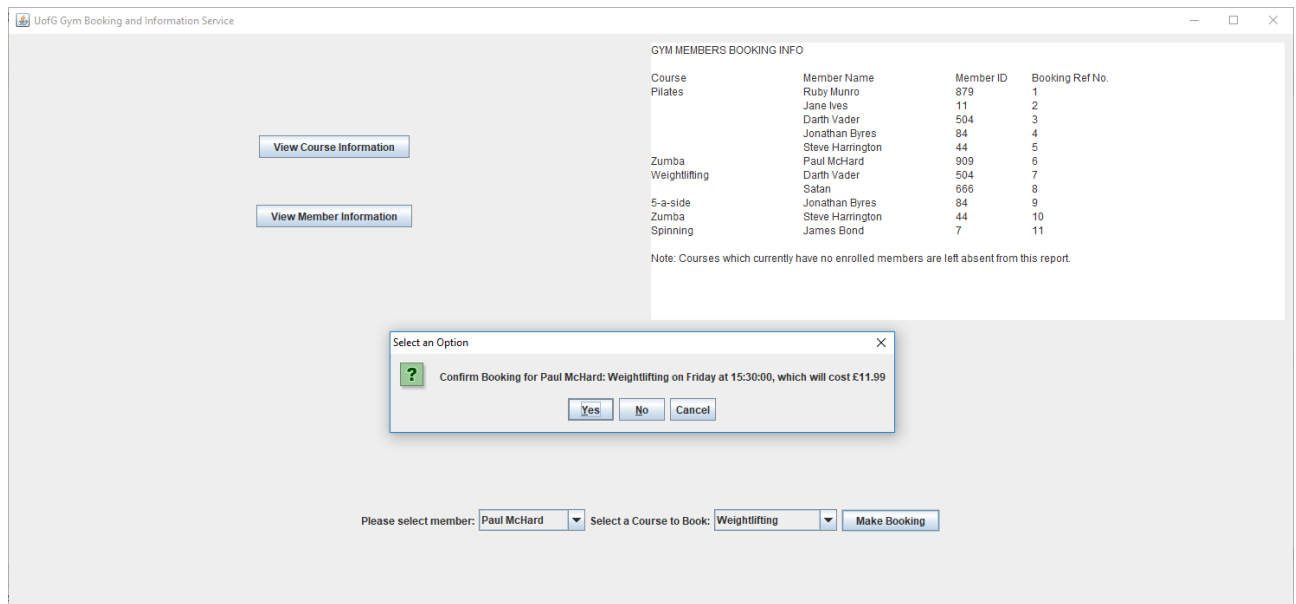 UofG Gym Booking and Information Service
GYM MEMBERS BOOKING INFO
Course Member Name Member ID Booking Ref No.
Pilates Ruby Munro 879 1
Jane Ives 11 2
Darth Vader 504 3
Jonathan Byres 84 4
Steve Harrington 44 5
Zumba Paul McHard 909 6
Weightlifting Darth Vader 504 7
Satan 666 8
5-a-side Jonathan Byres 84 9
Zumba Steve Harrington 44 10
Spinning James Bond 7 11
Note: Courses which currently have no enrolled members are left absent from this report.
View Course Information
View Member Information
Select an Option
?
Confirm Booking for Paul McHard: Weightlifting on Friday at 15:30:00, which will cost £11.99
Yes No Cancel
Please select member: Paul McHard Select a Course to Book: Weightlifting Make Booking